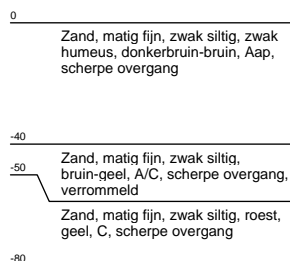 0
Zand, matig fijn, zwak siltig, zwak
humeus, donkerbruin-bruin, Aap,
scherpe overgang
-40
Zand, matig fijn, zwak siltig,
-50
bruin-geel, A/C, scherpe overgang,
verrommeld
Zand, matig fijn, zwak siltig, roest,
geel, C, scherpe overgang
-80